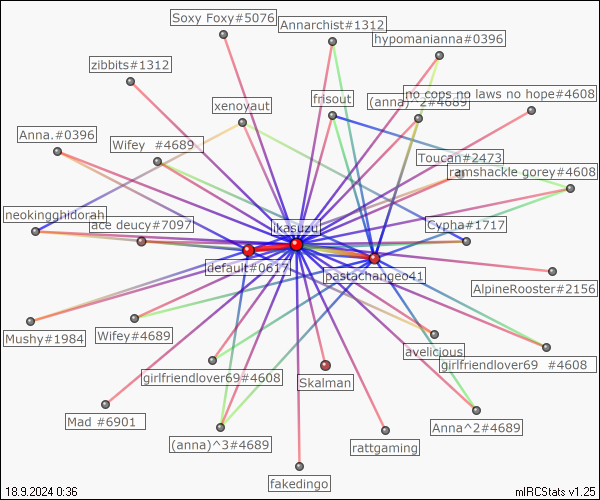 Soxy Foxy#5076
Annarchist#1312
hypomanianna#0396
zibbits#1312
no cops no laws no hope#4608
frisout
(anna)^2#4689
xenoyaut
Anna.#0396
Wifey  #4689
Toucan#2473
ramshackle gorey#4608
neokingghidorah
ace deucy#7097
ikasuzu
Cypha#1717
default#0617
pastachangeo41
AlpineRooster#2156
Mushy#1984
Wifey#4689
avelicious
girlfriendlover69  #4608
girlfriendlover69#4608
Skalman
Mad #6901
(anna)^3#4689
rattgaming
Anna^2#4689
fakedingo
18.9.2024 0:36
mIRCStats v1.25